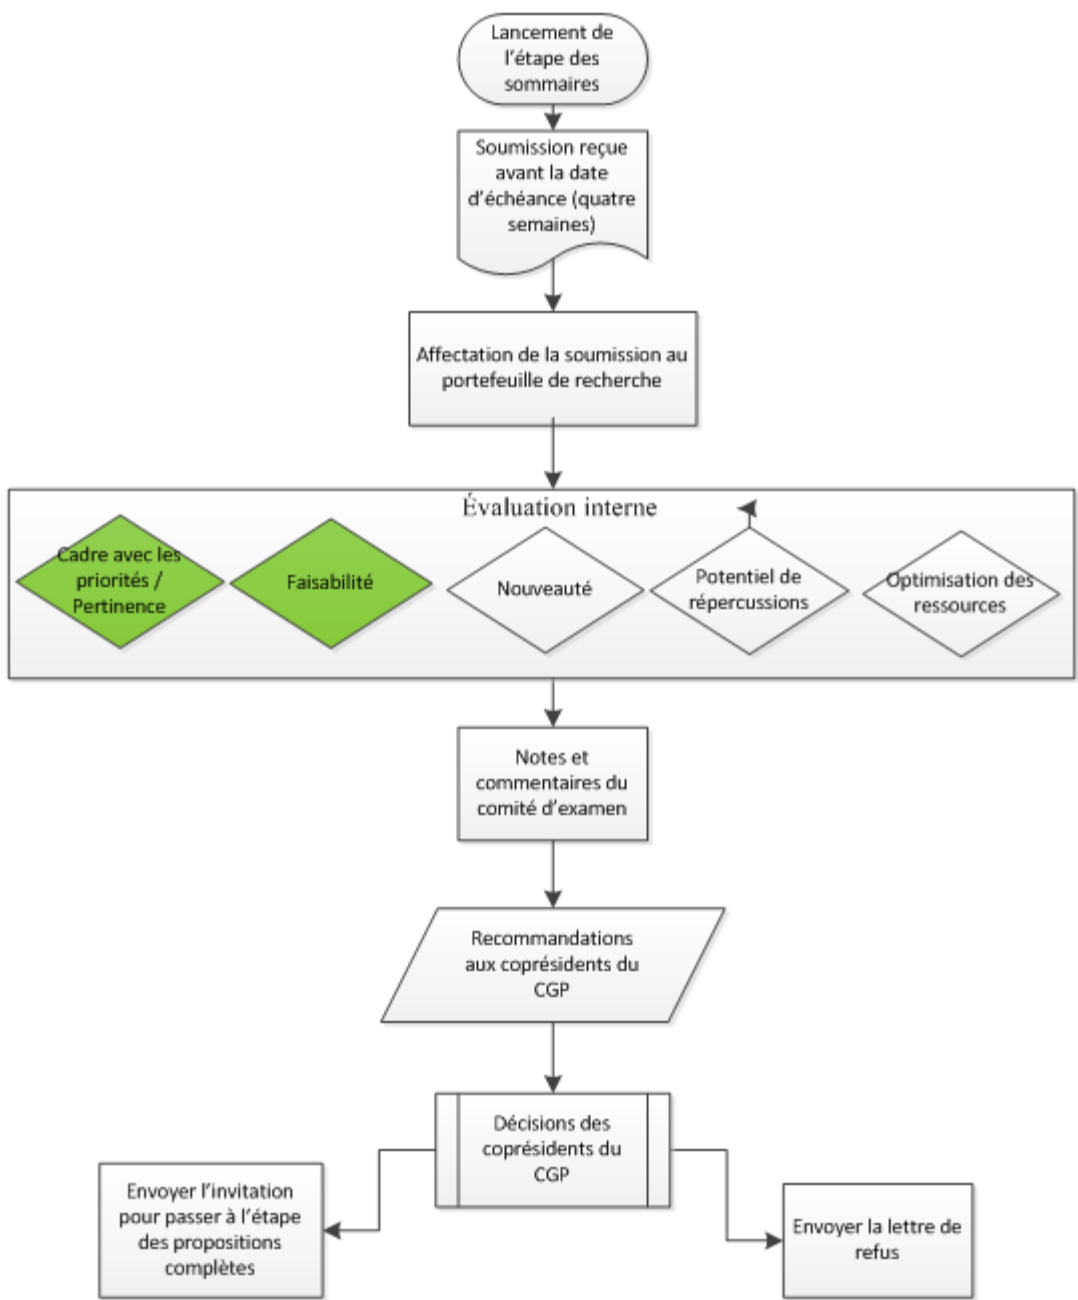 Lancement de
l'étape des
sommaires
Soumission reçue
avant la date
d'échéance (quatre
semaines)
Affectation de la soumission au
portefeuille de recherche
Évaluation interne
Cadre avec les
priorités /
Pertinence
Faisabilité
Nouveauté
Potentiel de
répercussions
Optimisation des
ressources
Notes et
commentaires du
comité d'examen
Recommandations
aux coprésidents du
CGP
Décisions des
coprésidents du
CGP
Envoyer l'invitation
pour passer à l'étape
des propositions
complètes
Envoyer la lettre de
refus